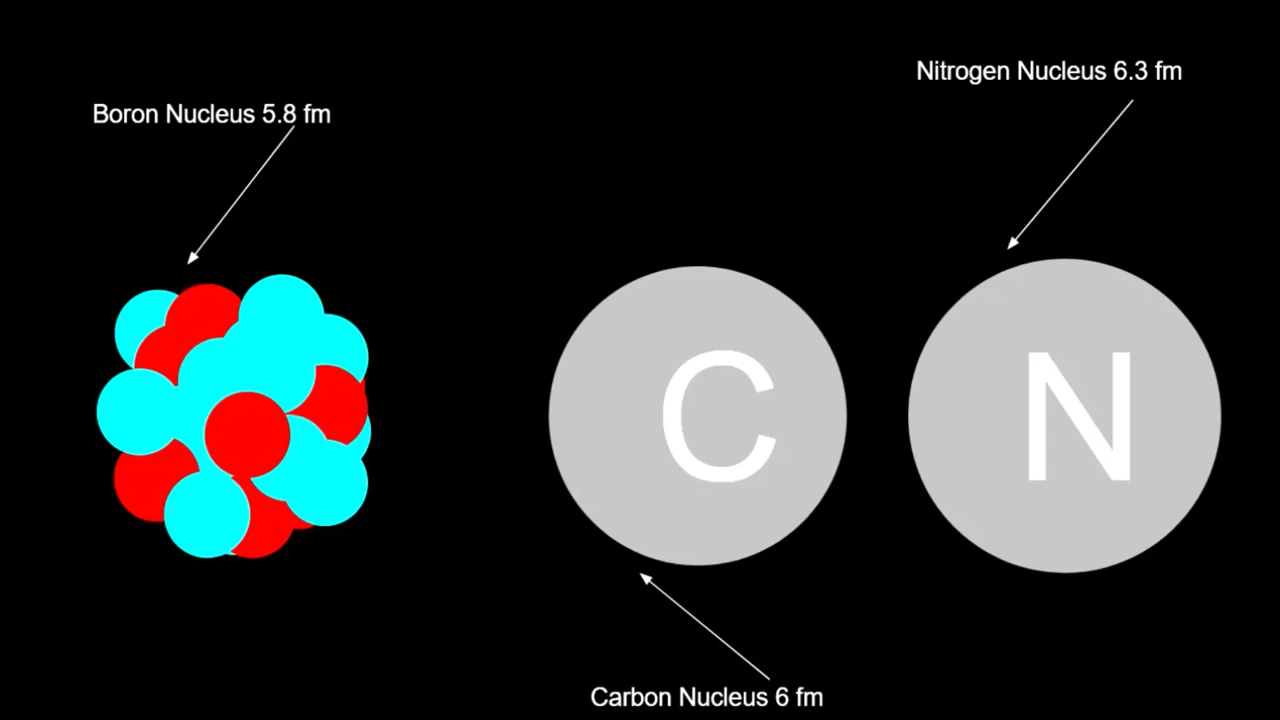 Nitrogen Nucleus 6.3 fm
Boron Nucleus 5.8 fm
C
N
Carbon Nucleus 6 fm